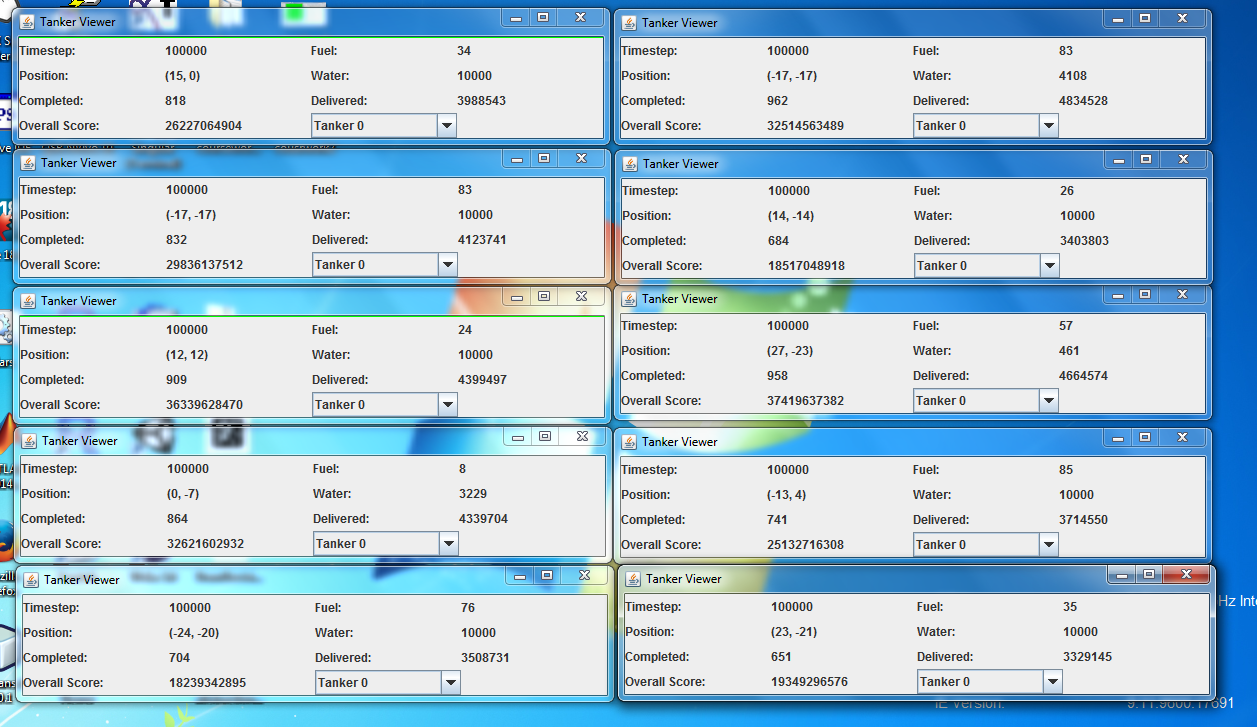 Tanker Viewer
Timestep: 100000 Fuel: 34
Position: (15, 0) Water: 10000
Completed: 818 Delivered: 3988543
Overall Score: 26227064904 Tanker 0
Tanker Viewer
Timestep: 100000 Fuel: 83
Position: (-17, -17) Water: 4108
Completed: 962 Delivered: 4834528
Overall Score: 32514563489 Tanker 0
Tanker Viewer
Timestep: 100000 Fuel: 83
Position: (-17, -17) Water: 10000
Completed: 832 Delivered: 4123741
Overall Score: 29836137512 Tanker 0
Tanker Viewer
Timestep: 100000 Fuel: 26
Position: (14, -14) Water: 10000
Completed: 684 Delivered: 3403803
Overall Score: 18517048918 Tanker 0
Tanker Viewer
Timestep: 100000 Fuel: 24
Position: (12, 12) Water: 10000
Completed: 909 Delivered: 4399497
Overall Score: 36339628470 Tanker 0
Tanker Viewer
Timestep: 100000 Fuel: 57
Position: (27, -23) Water: 461
Completed: 958 Delivered: 4664574
Overall Score: 37419637382 Tanker 0
Tanker Viewer
Timestep: 100000 Fuel: 8
Position: (0, -7) Water: 3229
Completed: 864 Delivered: 4339704
Overall Score: 32621602932 Tanker 0
Tanker Viewer
Timestep: 100000 Fuel: 85
Position: (-13, 4) Water: 10000
Completed: 741 Delivered: 3714550
Overall Score: 25132716308 Tanker 0
Tanker Viewer
Timestep: 100000 Fuel: 76
Position: (-24, -20) Water: 10000
Completed: 704 Delivered: 3508731
Overall Score: 18239342895 Tanker 0
Tanker Viewer
Timestep: 100000 Fuel: 35
Position: (23, -21) Water: 10000
Completed: 651 Delivered: 3329145
Overall Score: 19349296576 Tanker 0
Hz Inte
IE Version: 9.11.9600.17691